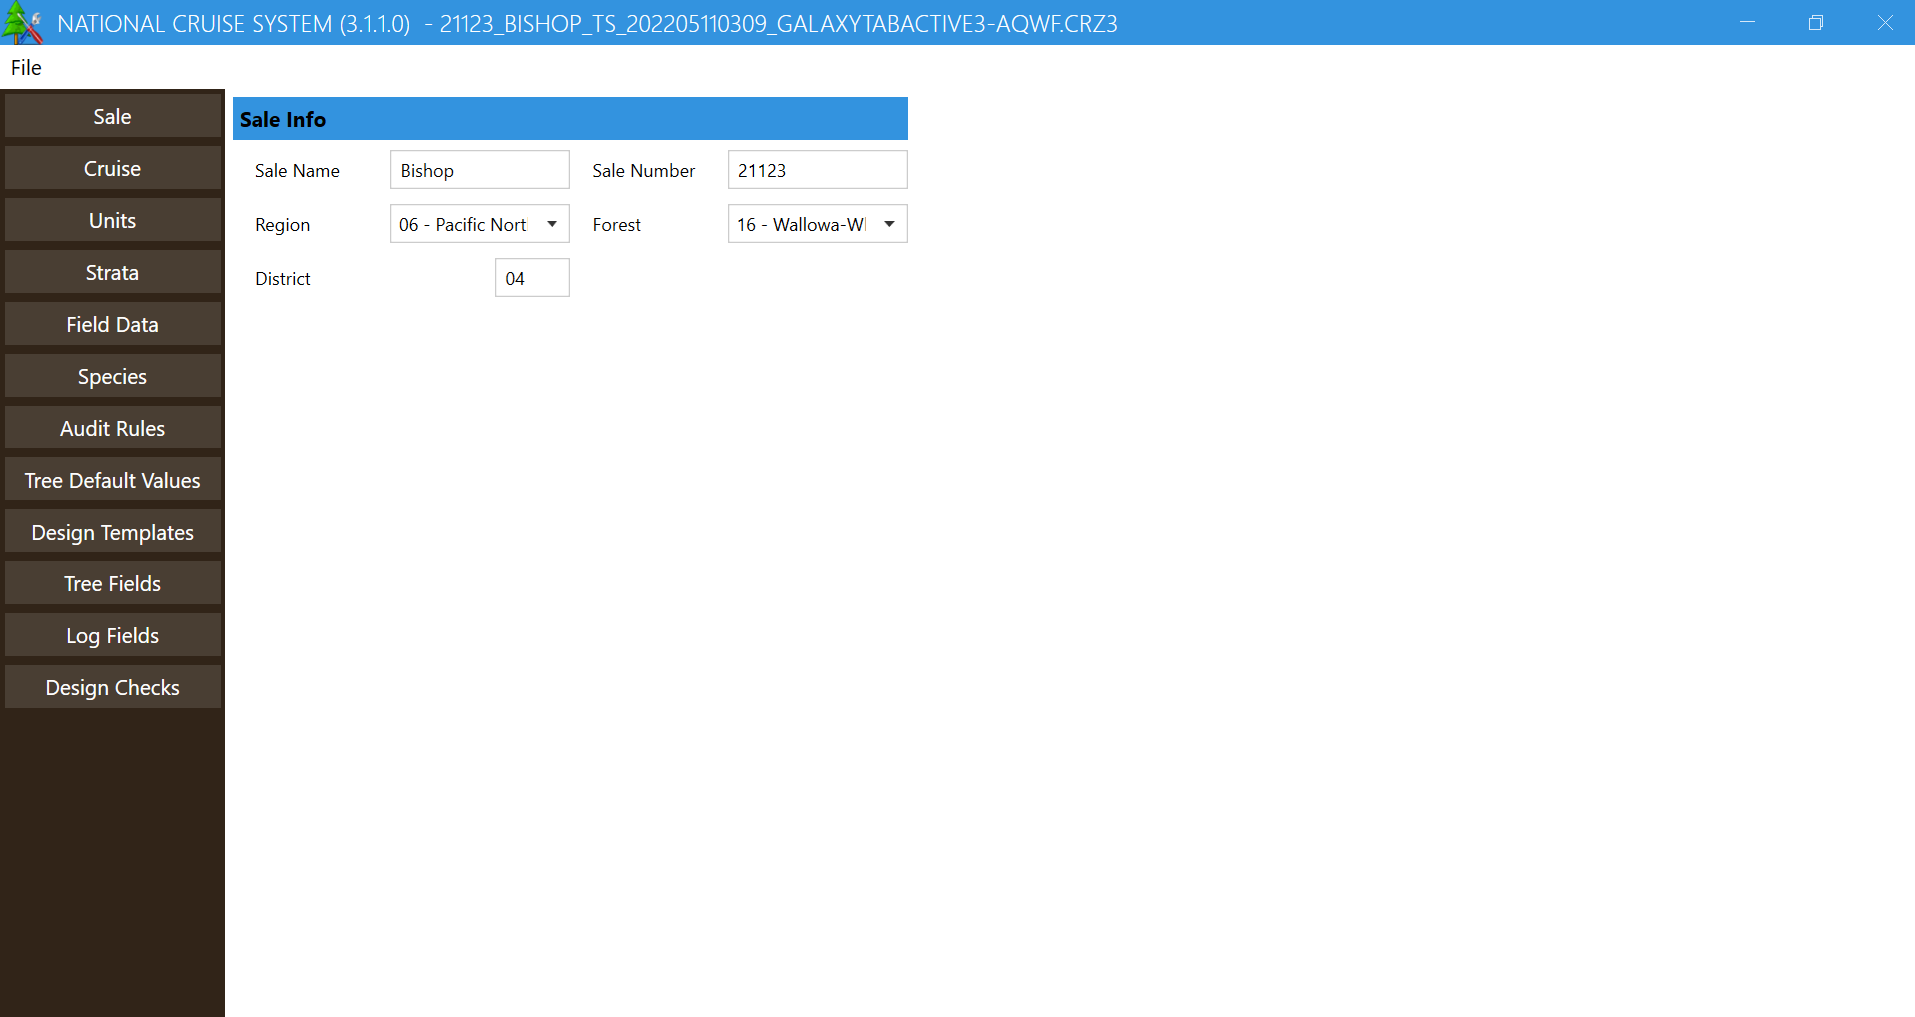 NATIONAL CRUISE SYSTEM (3.1.1.0) - 21123_BISHOP_TS_202205110309_GALAXYTABACTIVE3-AQWF.CRZ3
File
Sale
Cruise
Units
Strata
Field Data
Species
Audit Rules
Tree Default Values
Design Templates
Tree Fields
Log Fields
Design Checks
Sale Info
Sale Name Bishop Sale Number 21123
Region 06 - Pacific Nort Forest 16 - Wallowa-W
District 04